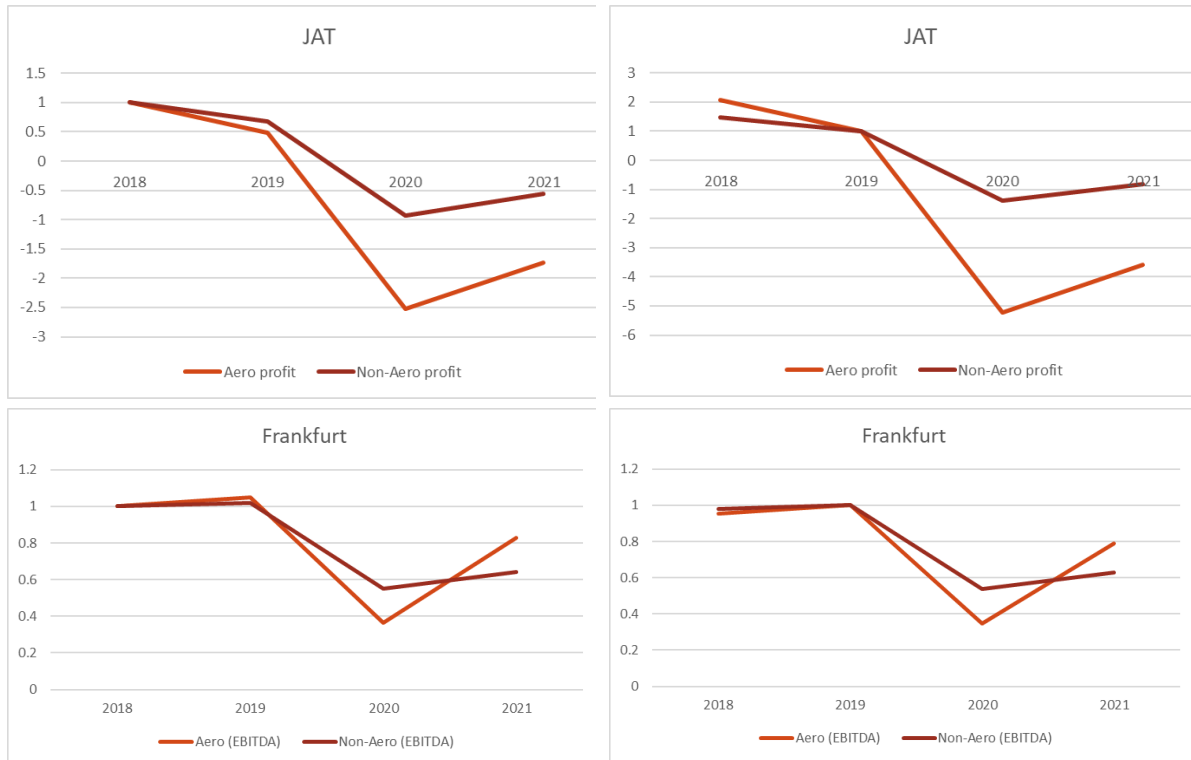 JAT
1.5
1
0.5
0
2018 2019 2020 2021
-0.5
-1
-1.5
-2
-2.5
-3
Aero profit Non-Aero profit
JAT
3
2
1
0
2018 2019 2020 2021
-1
-2
-3
-4
-5
-6
Aero profit Non-Aero profit
Frankfurt
1.2
1
0.8
0.6
0.4
0.2
0
2018 2019 2020 2021
Aero (EBITDA) Non-Aero (EBITDA)
Frankfurt
1.2
1
0.8
0.6
0.4
0.2
0
2018 2019 2020 2021
Aero (EBITDA) Non-Aero (EBITDA)